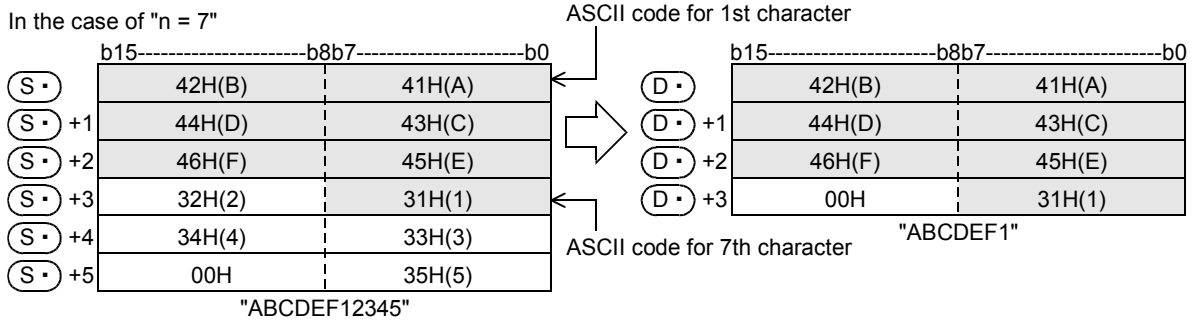 In the case of "n = 7"
ASCII code for 1st character
b15----------------------b8b7----------------------b0
b15----------------------b8b7-----------------------b0
S· 42H(B) 41H(A)
D· 42H(B) 41H(A)
S· +1 44H(D) 43H(C)
D· +1 44H(D) 43H(C)
S· +2 46H(F) 45H(E)
D· +2 46H(F) 45H(E)
S· +3 32H(2) 31H(1)
D· +3 00H 31H(1)
S· +4 34H(4) 33H(3)
ASCII code for 7th character
"ABCDEF1"
S· +5 00H 35H(5)
"ABCDEF12345"